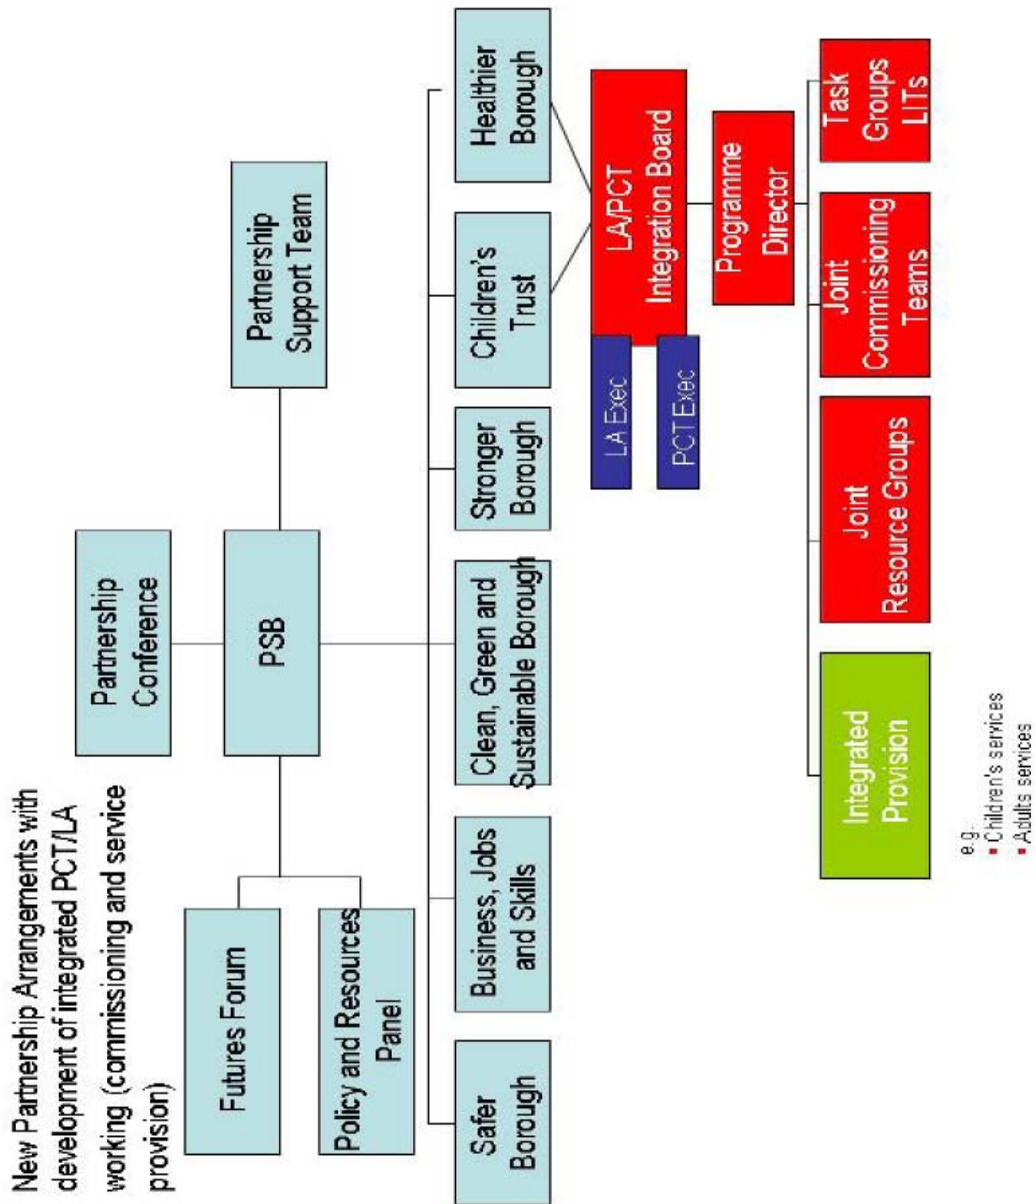 New Partnership Arrangements with
development of integrated PCT/LA
working (commissioning and service
provision)
Partnership
Conference
Futures Forum
PSB
Partnership
Support Team
Policy and Resources
Panel
Safer
Borough
Business, Jobs
and Skills
Clean, Green and
Sustainable Borough
Stronger
Borough
Children's
Trust
Healthier
Borough
LA Exec
PCT Exec
LA/PCT
Integration Board
Programme
Director
Integrated
Provision
Joint
Resource Groups
Joint
Commissioning
Teams
Task
Groups
LITs
e.g.
▪ Children's services
▪ Adults services